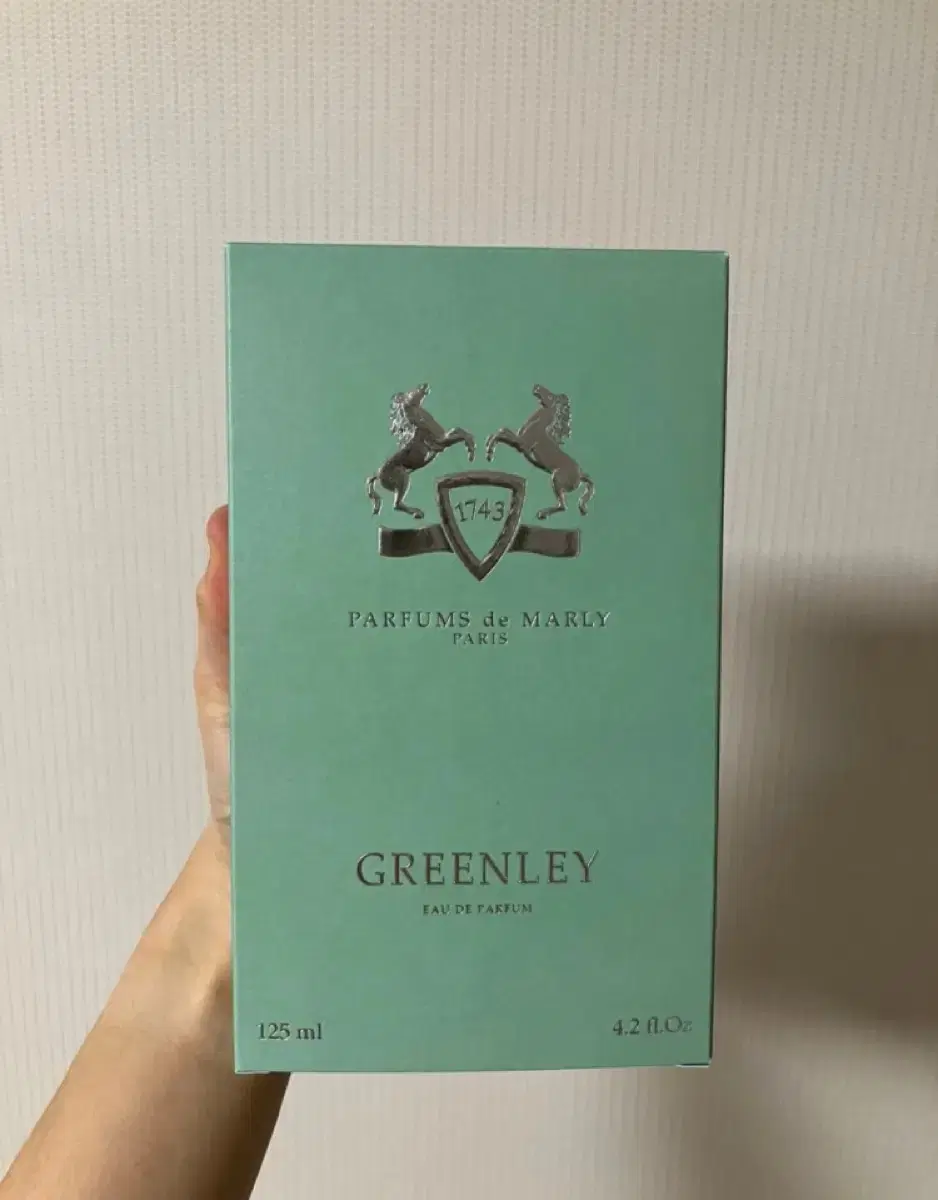 1743
PARFUMS de MARLY
PARIS
GREENLEY
EAU DE PARFUM
125 ml
4.2 fl.Oz